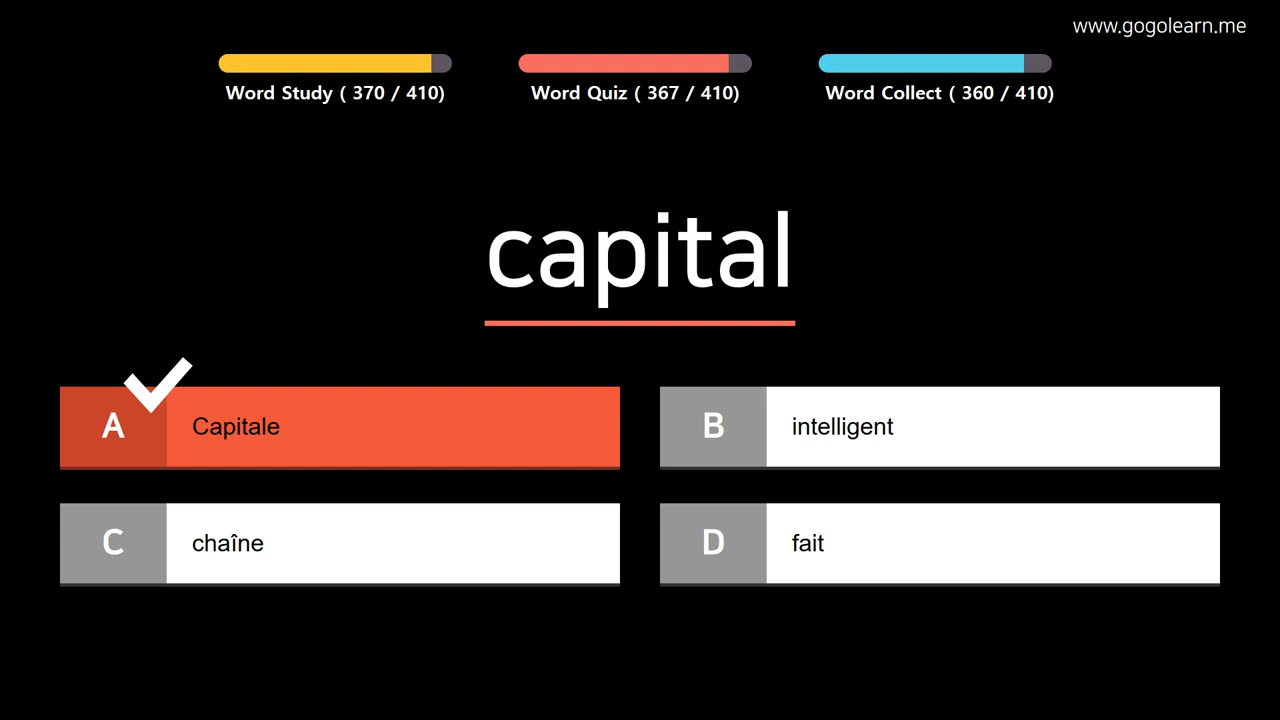 www.gogolearn.me
Word Study ( 370 / 410)
Word Quiz ( 367 / 410)
Word Collect ( 360 / 410)
capital
A Capitale
B intelligent
C chaîne
D fait